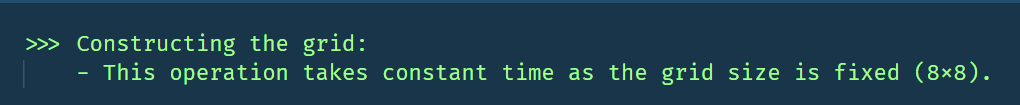 >>> Constructing the grid:
- This operation takes constant time as the grid size is fixed (8×8).